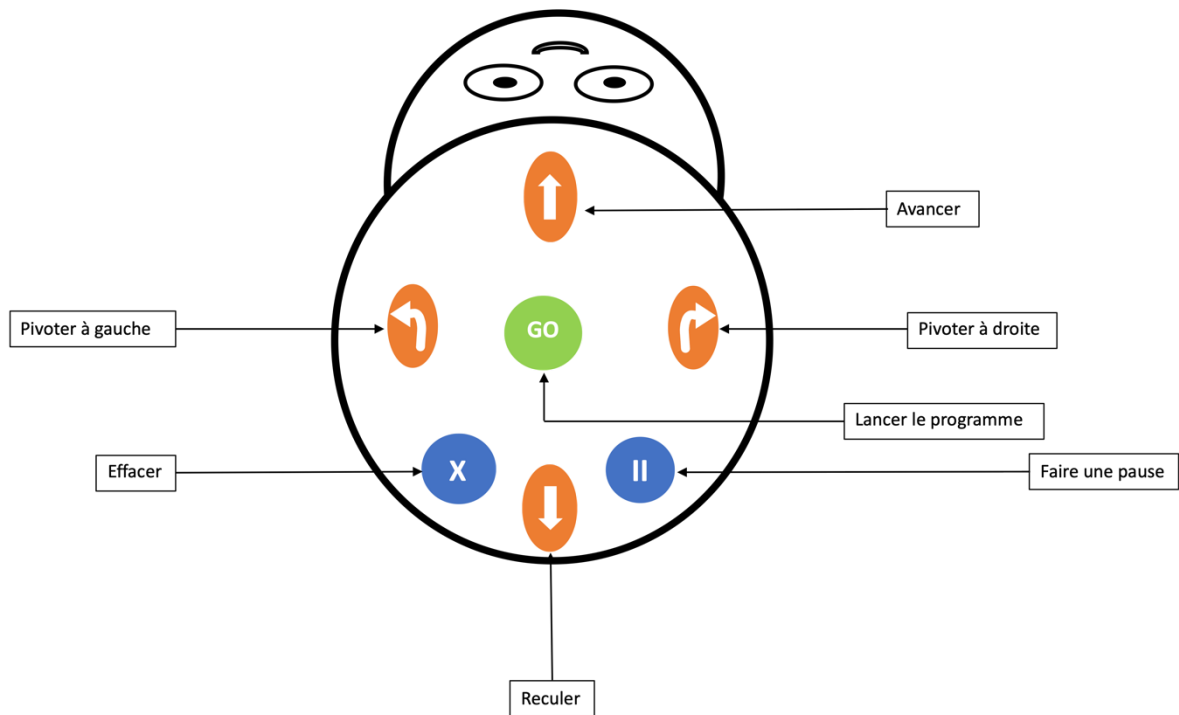 Avancer
Pivoter à gauche
GO
Pivoter à droite
Lancer le programme
Effacer
X
II
Faire une pause
Reculer